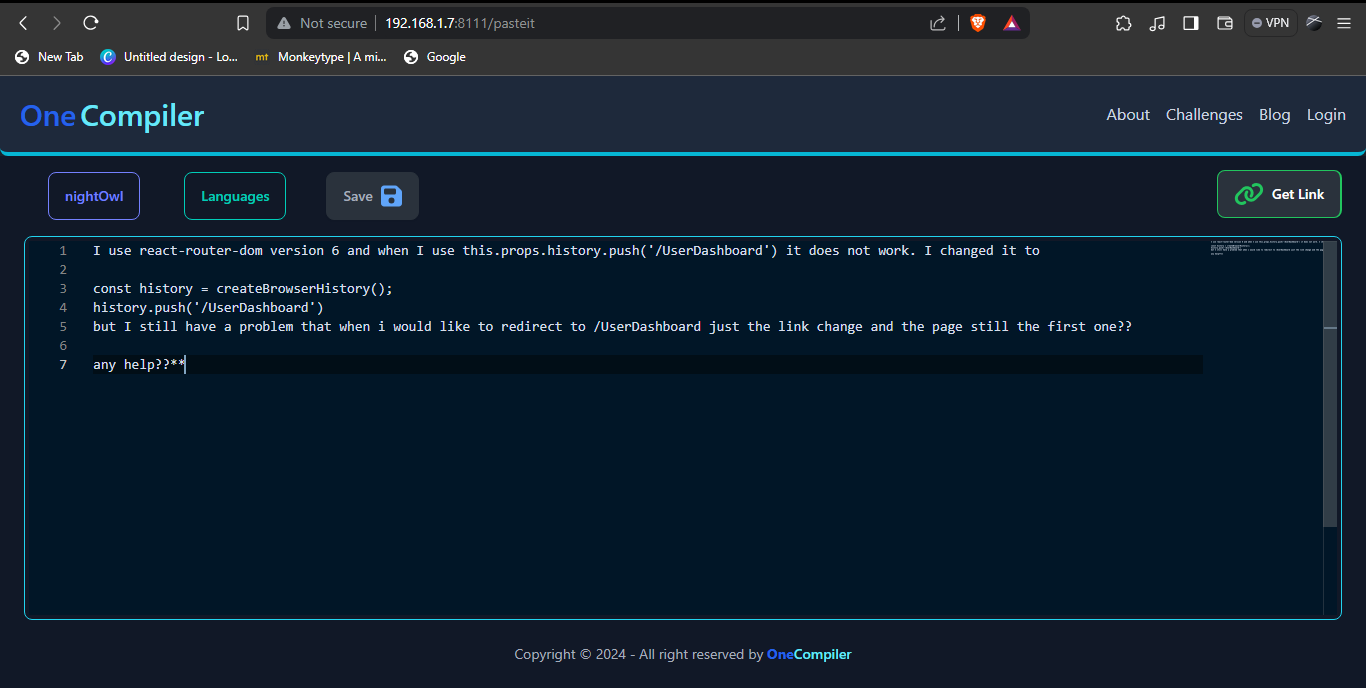 Not secure 192.168.1.7:8111/pasteit VPN
New Tab Untitled design - Lo... mt Monkeytype | A mi... Google
OneCompiler About Challenges Blog Login
nightOwl Languages Save Get Link
1 I use react-router-dom version 6 and when I use this.props.history.push('/UserDashboard') it does not work. I changed it to
2
3 const history = createBrowserHistory();
4 history.push('/UserDashboard')
5 but I still have a problem that when i would like to redirect to /UserDashboard just the link change and the page still the first one??
6
7 any help??**
Copyright © 2024 - All right reserved by OneCompiler